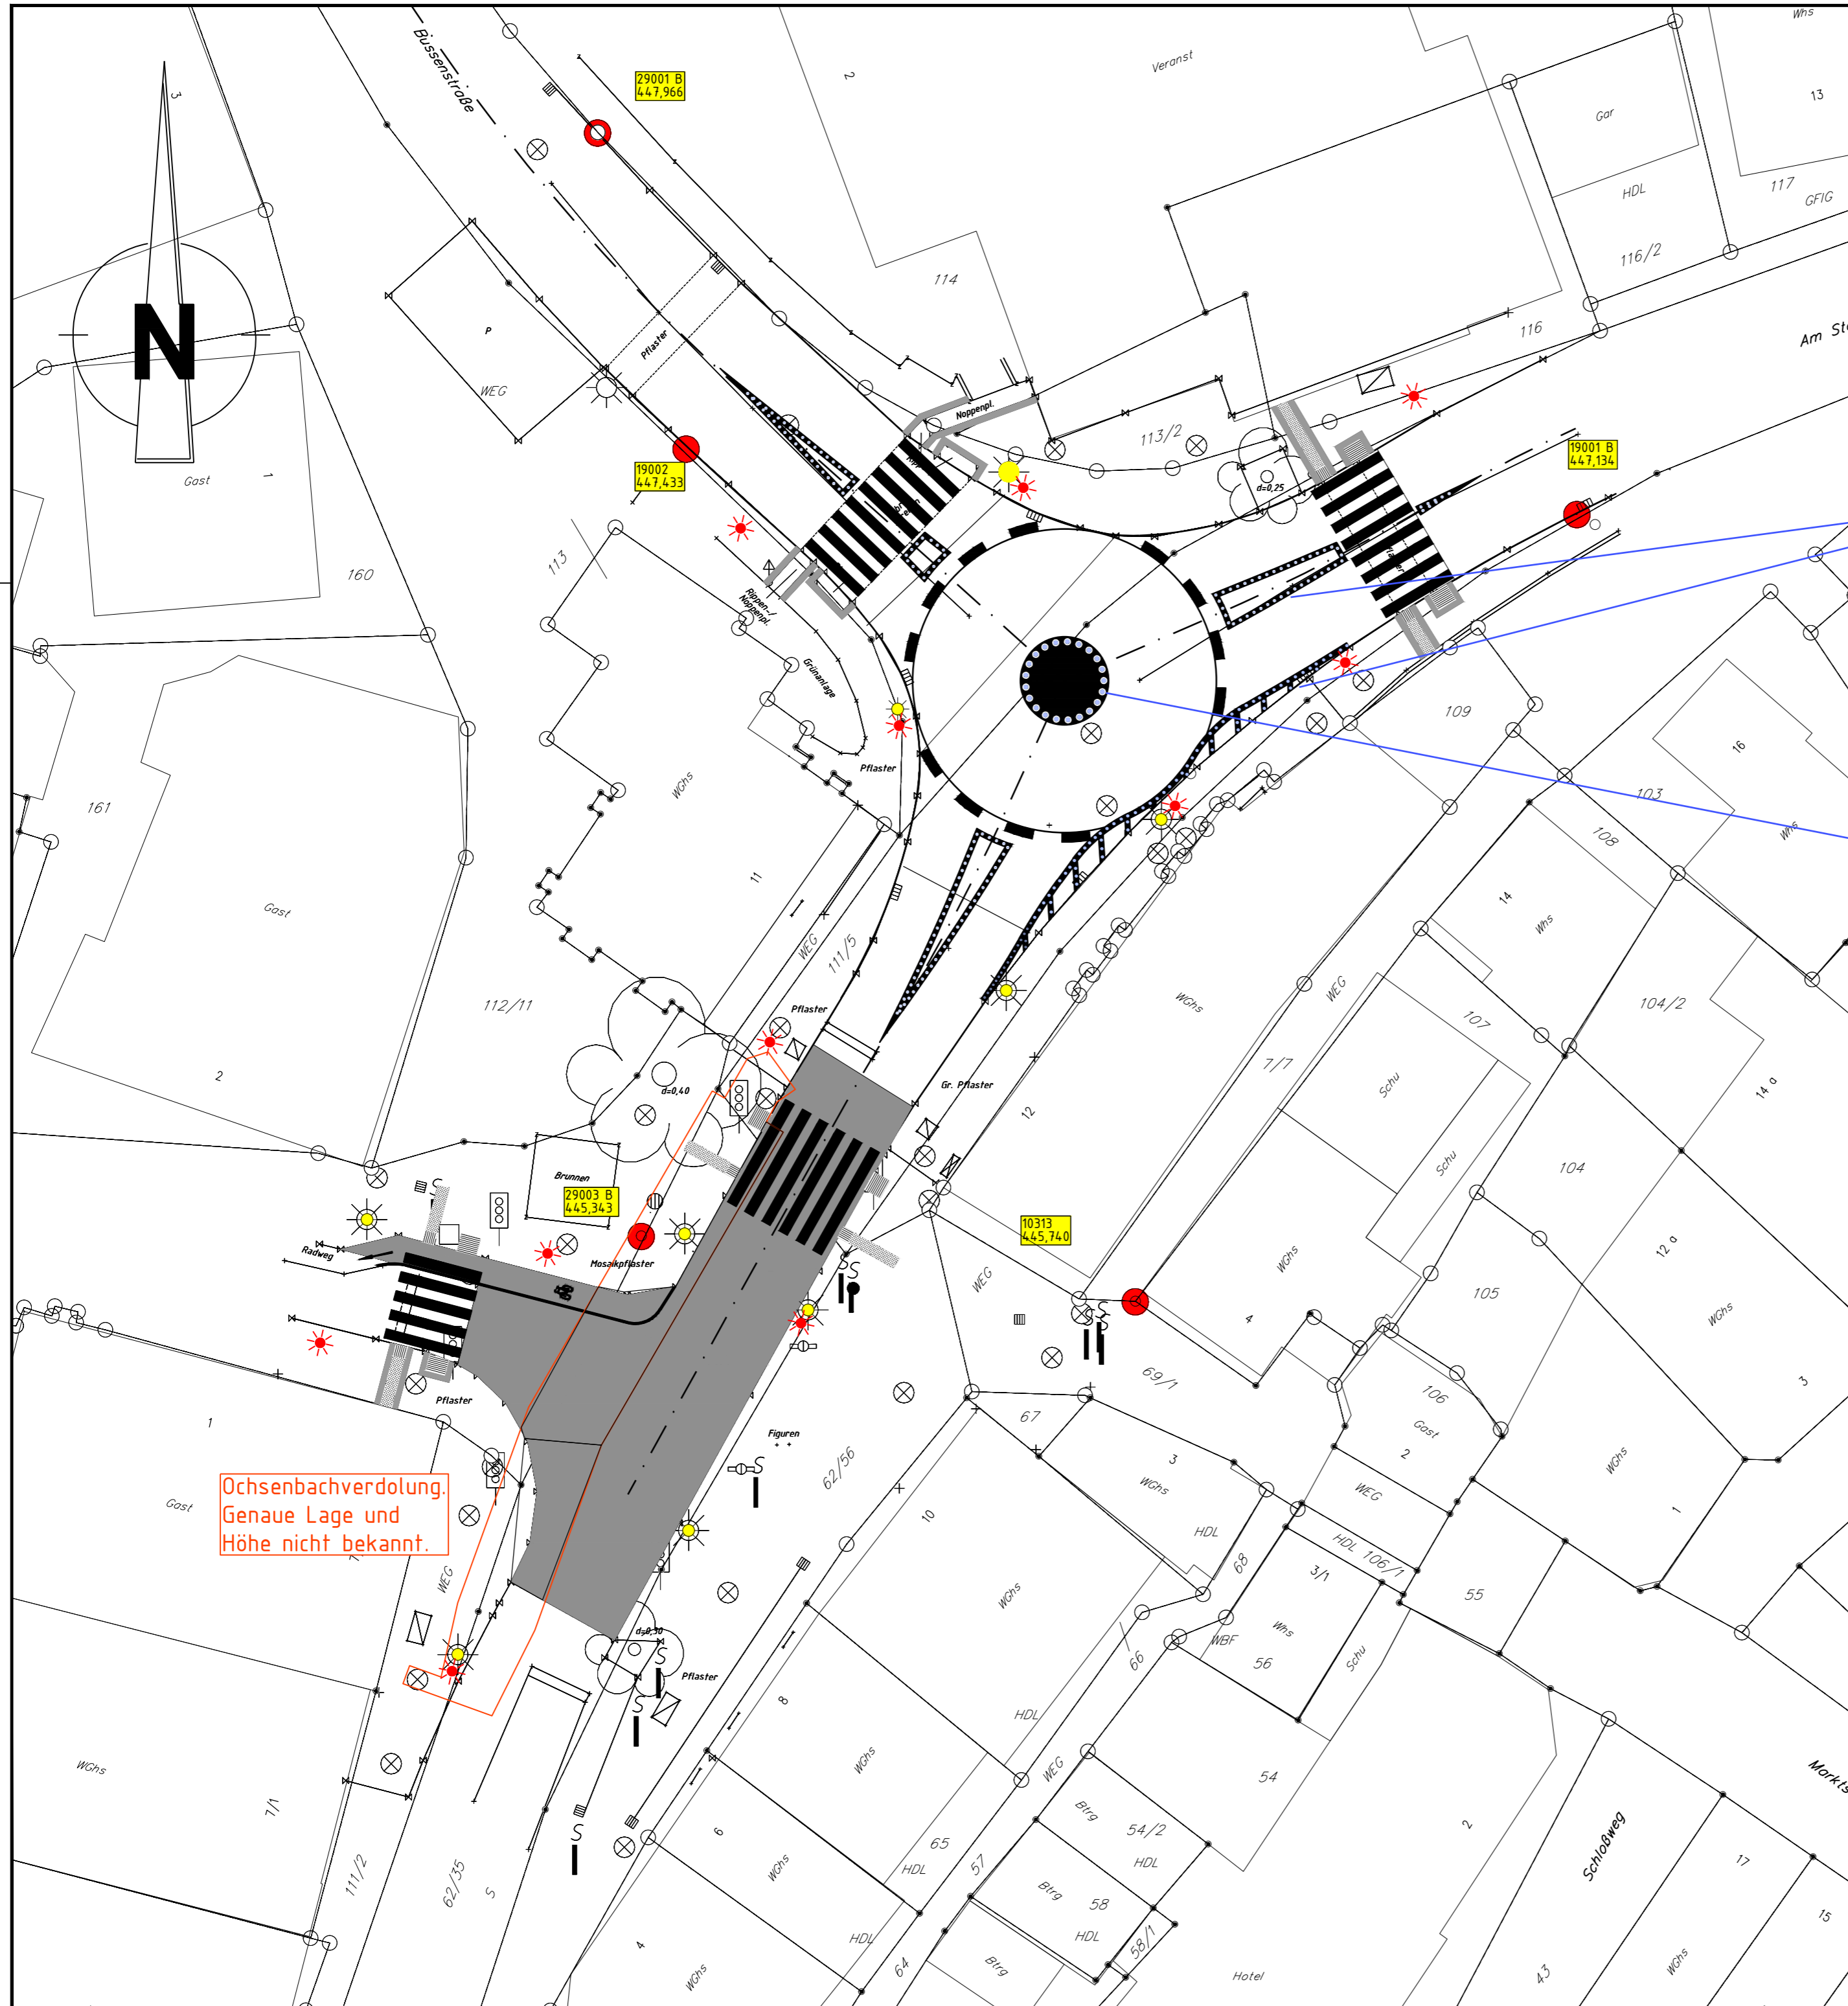 Whs
Bussenstraße
2
Veranst
29001 B
447,966
3
13
Gar
117
HDL
GFIG
116/2
114
116
P
Pflaster
WEG
Noppenpl.
113/2
N
19001 B
447,134
19002
447,433
Gast
1
d=0,25
113
160
Rippen-/
Noppenpl.
Grünanlage
109
16
161
WGhs
Pflaster
103
108
Whs
11
14
Whs
Gast
WEG
111/5
WGhs
WEG
104/2
112/11
Pflaster
107
2
d=0,40
Gr. Pflaster
7/7
Schu
14 a
12
Schu
104
Brunnen
29003 B
445,343
10313
445,740
Radweg
Mosaikpflaster
WEG
WGhs
12 a
105
WGhs
4
69/1
106
3
Pflaster
1
67
Gast
Figuren
62/56
3
2
WGhs
WGhs
Ochsenbachverdolung.
Genaue Lage und
Höhe nicht bekannt.
Gast
10
WEG
HDL
HDL 106/1
1
68
3/1
55
WEG
WGhs
Whs
d=0,30
WBF
66
56
Schu
Pflaster
8
HDL
WGhs
WEG
54
WGhs
7/1
Btrg
54/2
2
Schloßweg
6
65
HDL
17
WGhs
HDL
57
111/2
62/35
S
Btrg
58
HDL
15
4
HDL
58/1
64
Btrg
Hotel
43
WGhs
WGhs